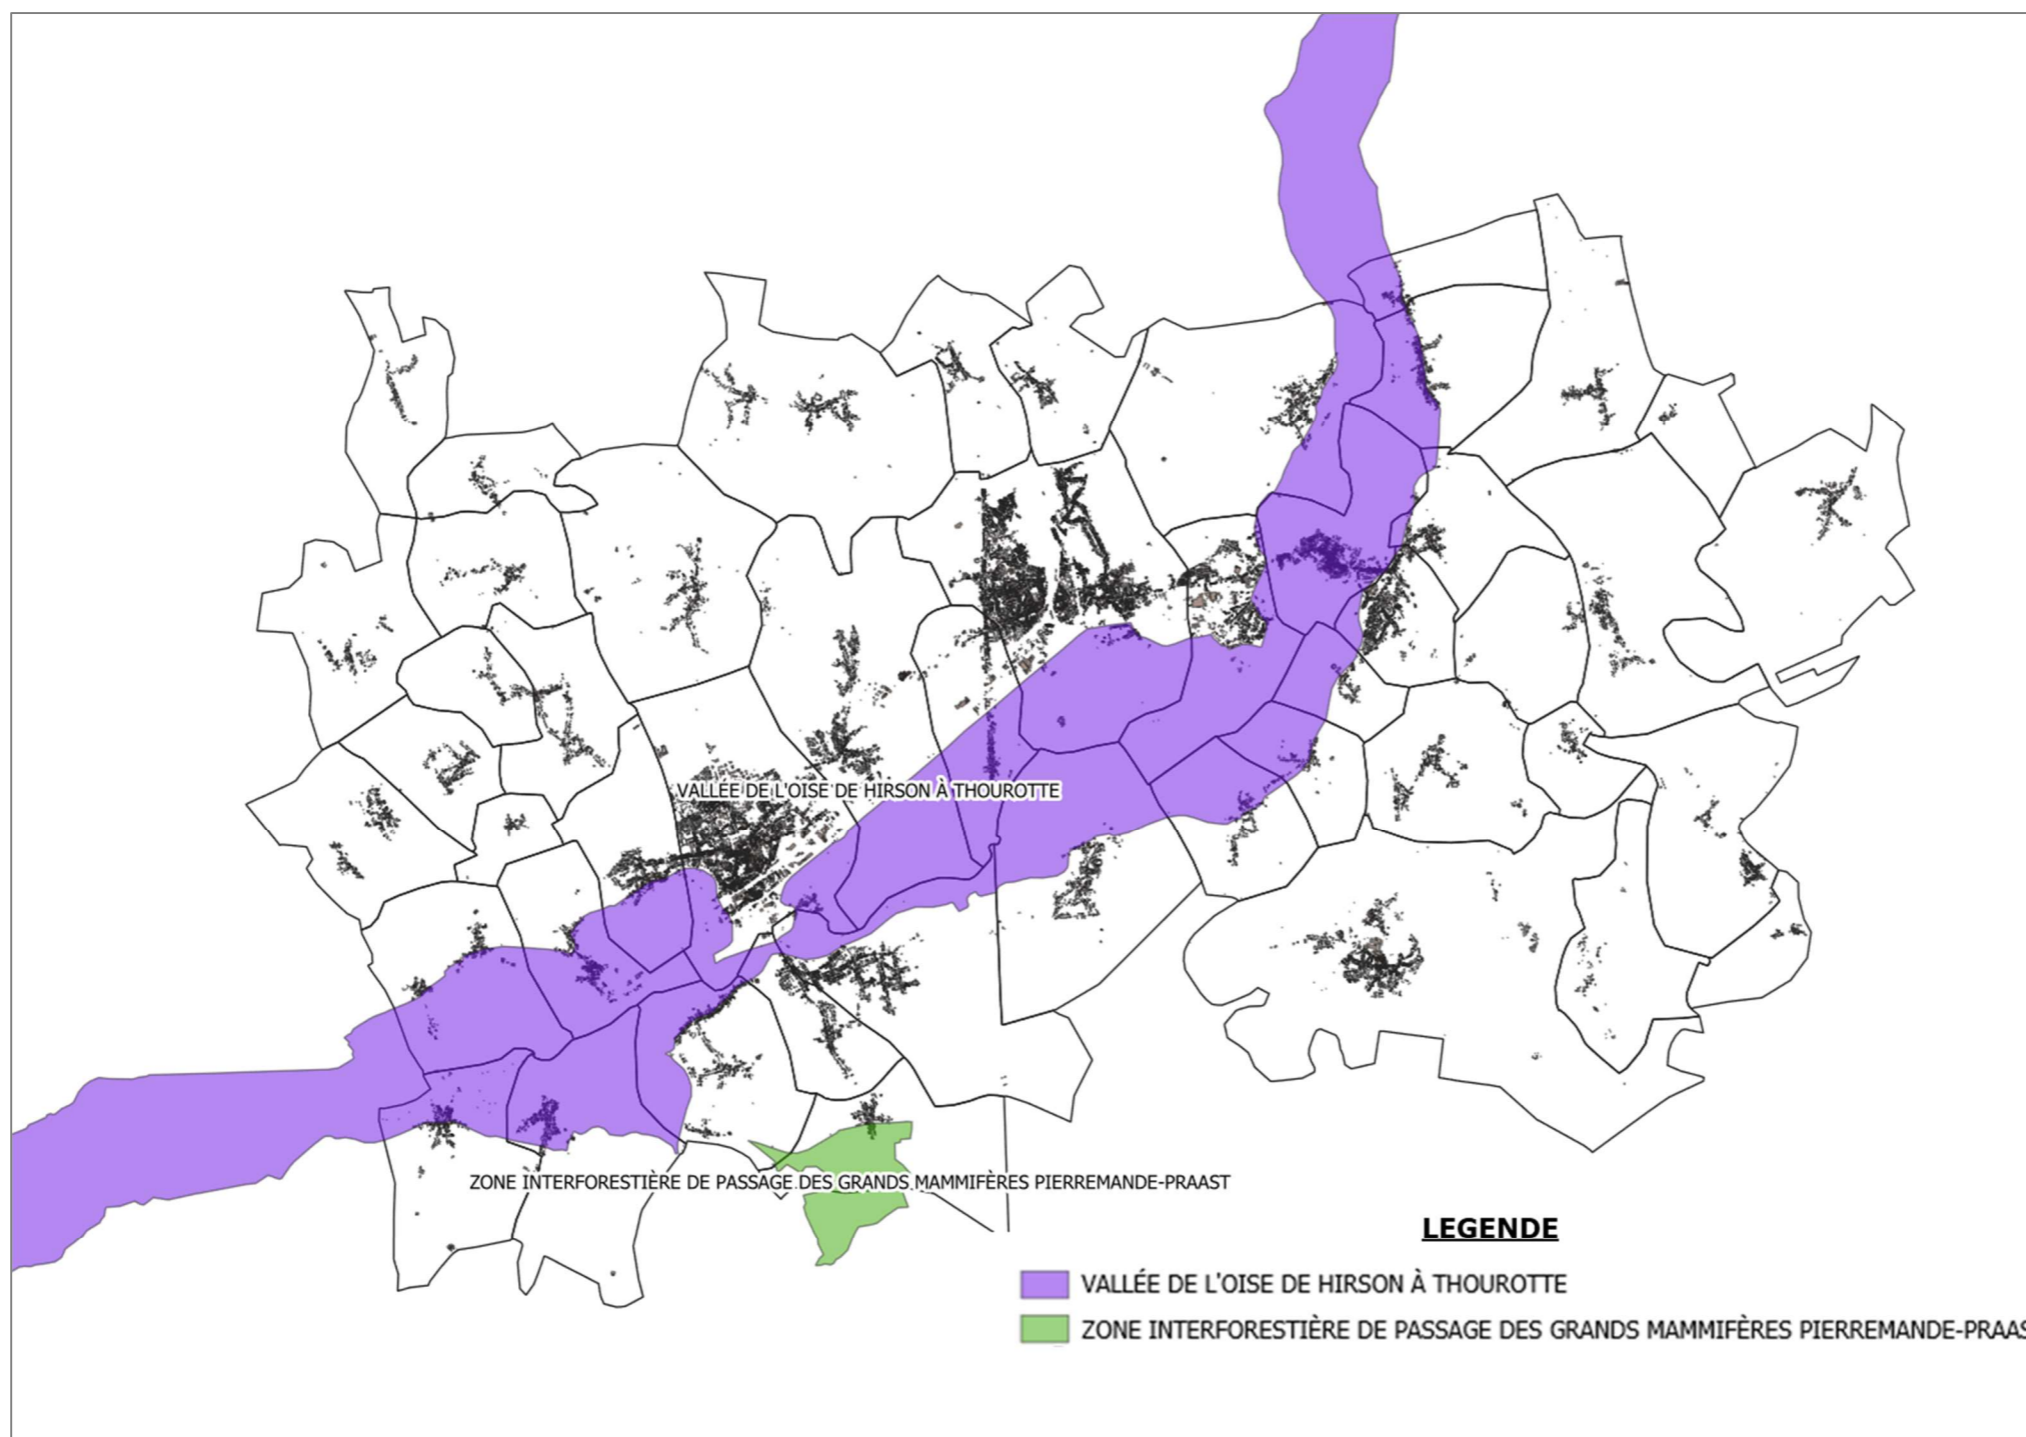 VALLÉE DE L'OISE DE HIRSON À THOUROTTE
ZONE INTERFORESTIÈRE DE PASSAGE DES GRANDS MAMMIFÈRES PIERREMANDE-PRAAST
LEGENDE
VALLÉE DE L'OISE DE HIRSON À THOUROTTE
ZONE INTERFORESTIÈRE DE PASSAGE DES GRANDS MAMMIFÈRES PIERREMANDE-PRAAS